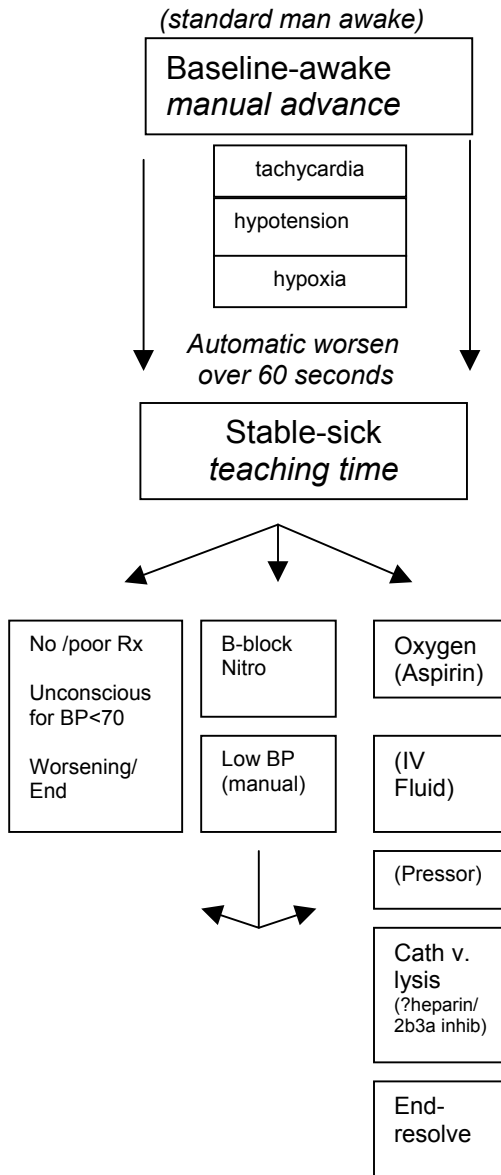 (standard man awake)
Baseline-awake
manual advance
tachycardia
hypotension
hypoxia
Automatic worsen
over 60 seconds
Stable-sick
teaching time
No /poor Rx
Unconscious
for BP<70
Worsening/
End
B-block
Nitro
Low BP
(manual)
Oxygen
(Aspirin)
(IV
Fluid)
(Pressor)
Cath v.
lysis
(?heparin/
2b3a inhib)
End-
resolve